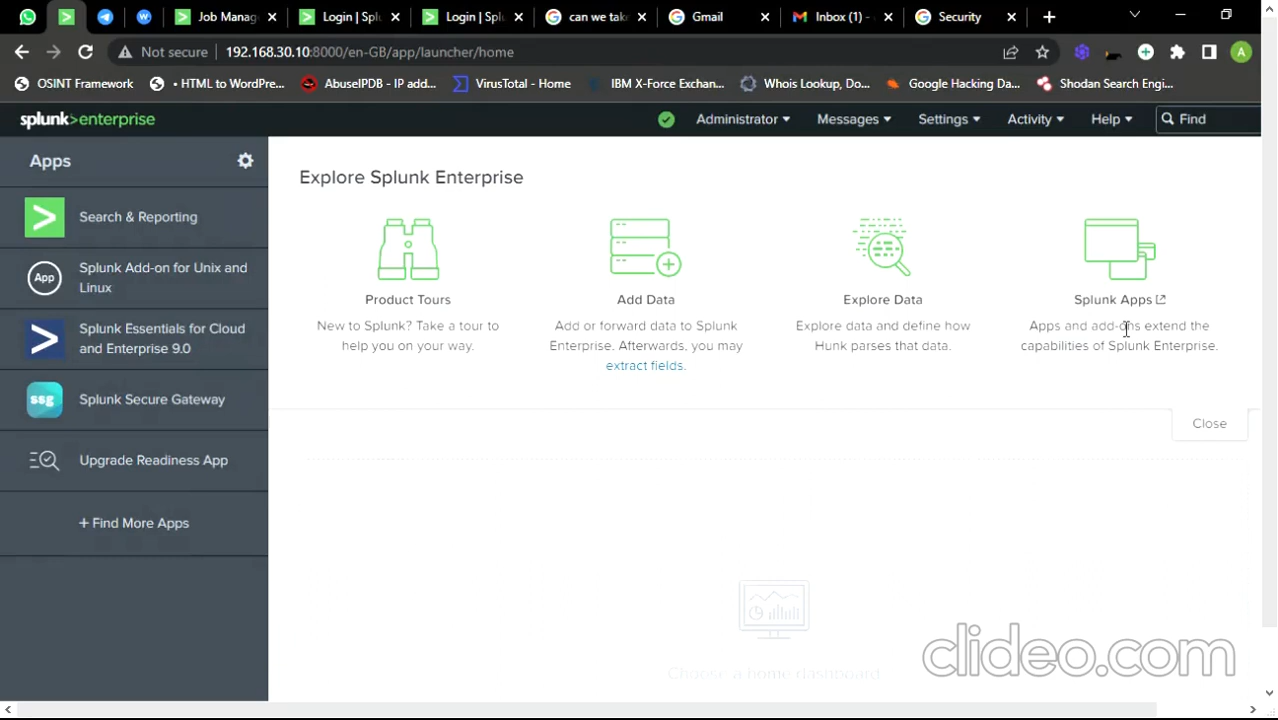 Job Manag
Login | Splu
Login | Splu
can we take
Gmail
Inbox (1) -
Security
Not secure
192.168.30.10:8000/en-GB/app/launcher/home
A
OSINT Framework
• HTML to WordPre...
AbuseIPDB - IP add...
VirusTotal - Home
IBM X-Force Exchan...
Whois Lookup, Do...
Google Hacking Da...
Shodan Search Engi...
splunk>enterprise
Administrator
Messages
Settings
Activity
Help
Find
Apps
Search & Reporting
App
Splunk Add-on for Unix and
Linux
Splunk Essentials for Cloud
and Enterprise 9.0
ssg
Splunk Secure Gateway
Upgrade Readiness App
+ Find More Apps
Explore Splunk Enterprise
Product Tours
New to Splunk? Take a tour to
help you on your way.
Add Data
Add or forward data to Splunk
Enterprise. Afterwards, you may
extract fields.
Explore Data
Explore data and define how
Hunk parses that data.
Splunk Apps
Apps and add-ons extend the
capabilities of Splunk Enterprise.
Close
Choose a home dashboard
clideo.com